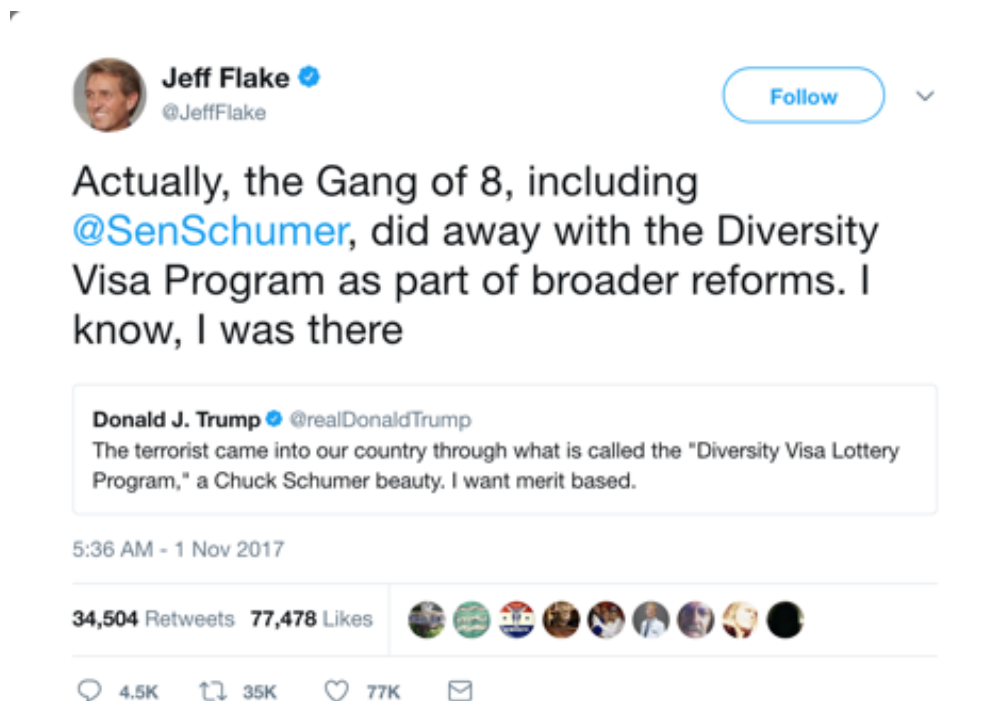 Jeff Flake
@JeffFlake
Follow
Actually, the Gang of 8, including
@SenSchumer, did away with the Diversity
Visa Program as part of broader reforms. I
know, I was there
Donald J. Trump @realDonaldTrump
The terrorist came into our country through what is called the "Diversity Visa Lottery
Program," a Chuck Schumer beauty. I want merit based.
5:36 AM - 1 Nov 2017
34,504 Retweets 77,478 Likes
4.5K 35K 77K